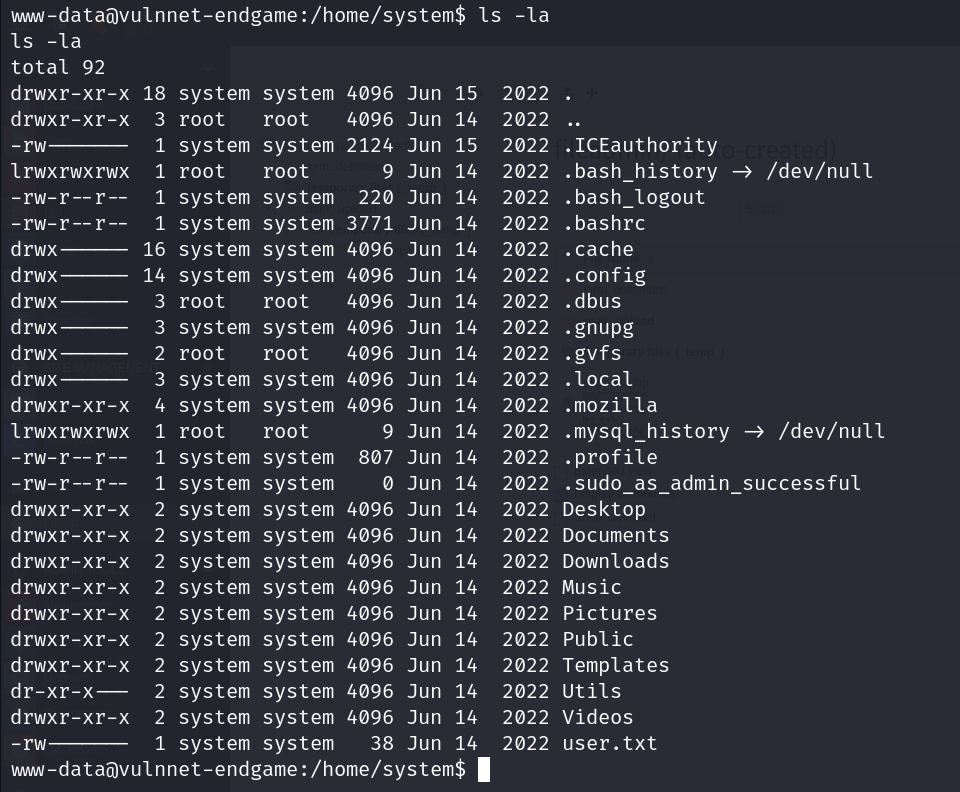 www-data@vulnnet-endgame:/home/system$ ls -la
ls -la
total 92
drwxr-xr-x 18 system system 4096 Jun 15  2022 .
drwxr-xr-x  3 root   root   4096 Jun 14  2022 ..
-rw-------  1 system system 2124 Jun 15  2022 .ICEauthority
lrwxrwxrwx  1 root   root      9 Jun 14  2022 .bash_history -> /dev/null
-rw-r--r--  1 system system  220 Jun 14  2022 .bash_logout
-rw-r--r--  1 system system 3771 Jun 14  2022 .bashrc
drwx------ 16 system system 4096 Jun 14  2022 .cache
drwx------ 14 system system 4096 Jun 14  2022 .config
drwx------  3 root   root   4096 Jun 14  2022 .dbus
drwx------  3 system system 4096 Jun 14  2022 .gnupg
drwx------  2 root   root   4096 Jun 14  2022 .gvfs
drwx------  3 system system 4096 Jun 14  2022 .local
drwxr-xr-x  4 system system 4096 Jun 14  2022 .mozilla
lrwxrwxrwx  1 root   root      9 Jun 14  2022 .mysql_history -> /dev/null
-rw-r--r--  1 system system  807 Jun 14  2022 .profile
-rw-r--r--  1 system system    0 Jun 14  2022 .sudo_as_admin_successful
drwxr-xr-x  2 system system 4096 Jun 14  2022 Desktop
drwxr-xr-x  2 system system 4096 Jun 14  2022 Documents
drwxr-xr-x  2 system system 4096 Jun 14  2022 Downloads
drwxr-xr-x  2 system system 4096 Jun 14  2022 Music
drwxr-xr-x  2 system system 4096 Jun 14  2022 Pictures
drwxr-xr-x  2 system system 4096 Jun 14  2022 Public
drwxr-xr-x  2 system system 4096 Jun 14  2022 Templates
dr-xr-x---  2 system system 4096 Jun 14  2022 Utils
drwxr-xr-x  2 system system 4096 Jun 14  2022 Videos
-rw-------  1 system system   38 Jun 14  2022 user.txt
www-data@vulnnet-endgame:/home/system$